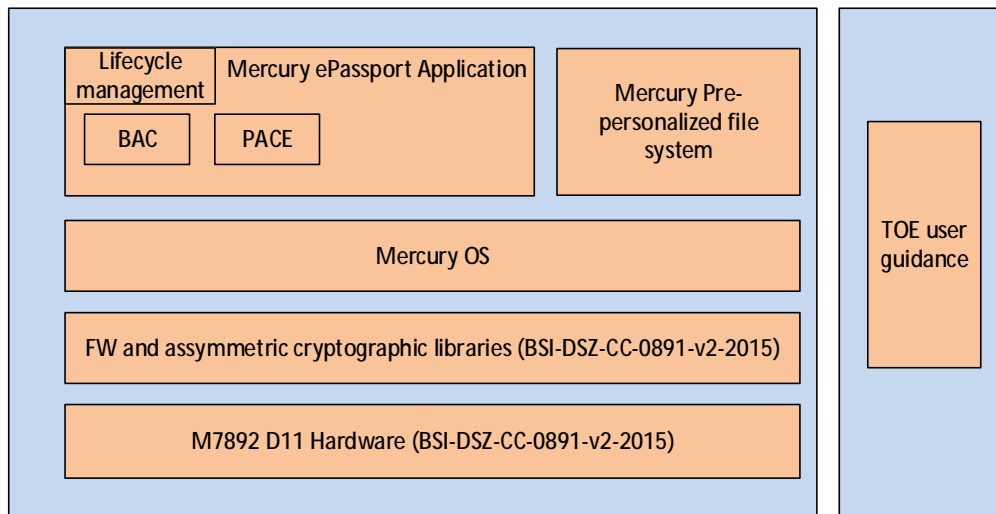 Lifecycle
management
Mercury ePassport Application
BAC
PACE
Mercury Pre-
personalized file
system
Mercury OS
FW and assymmetric cryptographic libraries (BSI-DSZ-CC-0891-v2-2015)
M7892 D11 Hardware (BSI-DSZ-CC-0891-v2-2015)
TOE user
guidance